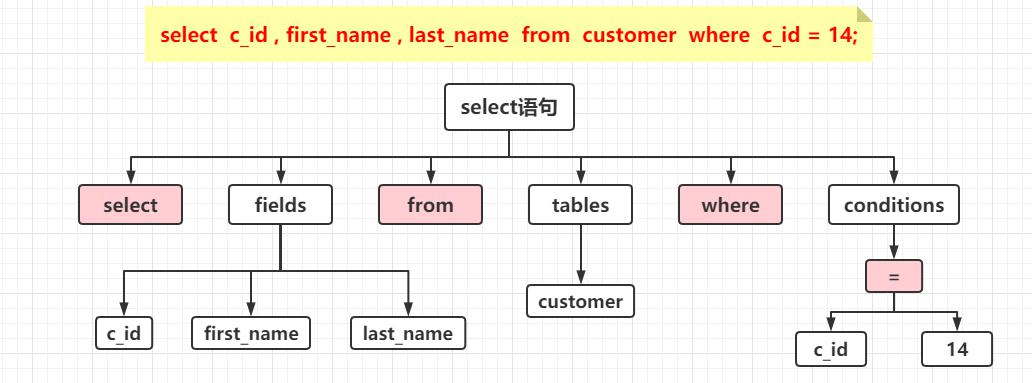 select c_id , first_name , last_name from customer where c_id = 14;
select语句
select fields from tables where conditions
=
customer
c_id first_name last_name
c_id 14